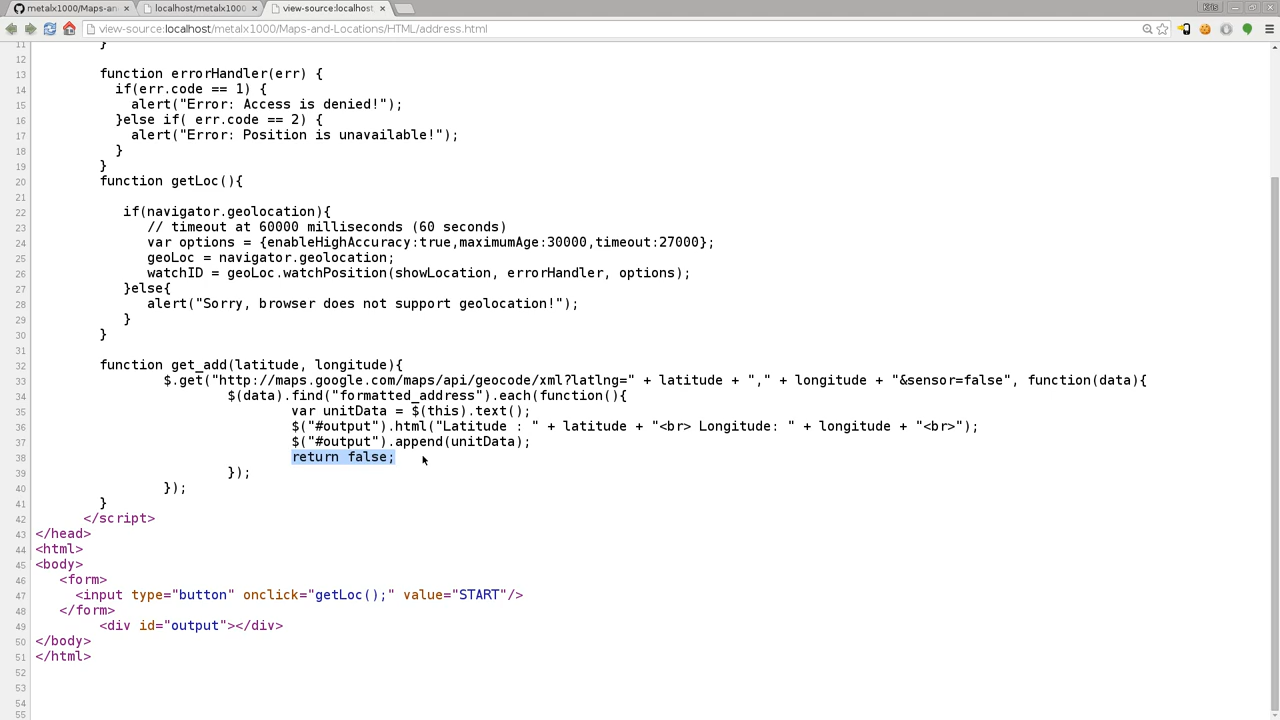 metalx1000/Maps-an
localhost/metalx1000
view-source:localhos
Kris
view-source:localhost/metalx1000/Maps-and-Locations/HTML/address.html
11 }
12
13 function errorHandler(err) {
14 if(err.code == 1) {
15 alert("Error: Access is denied!");
16 }else if( err.code == 2) {
17 alert("Error: Position is unavailable!");
18 }
19 }
20 function getLoc(){
21
22 if(navigator.geolocation){
23 // timeout at 60000 milliseconds (60 seconds)
24 var options = {enableHighAccuracy:true,maximumAge:30000,timeout:27000};
25 geoLoc = navigator.geolocation;
26 watchID = geoLoc.watchPosition(showLocation, errorHandler, options);
27 }else{
28 alert("Sorry, browser does not support geolocation!");
29 }
30 }
31
32 function get_add(latitude, longitude){
33 $.get("http://maps.google.com/maps/api/geocode/xml?latlng=" + latitude + "," + longitude + "&sensor=false", function(data){
34 $(data).find("formatted_address").each(function(){
35 var unitData = $(this).text();
36 $("#output").html("Latitude : " + latitude + "<br> Longitude: " + longitude + "<br>");
37 $("#output").append(unitData);
38 return false;
39 });
40 });
41 }
42 </script>
43 </head>
44 <html>
45 <body>
46 <form>
47 <input type="button" onclick="getLoc();" value="START"/>
48 </form>
49 <div id="output"></div>
50 </body>
51 </html>
52
53
54
55